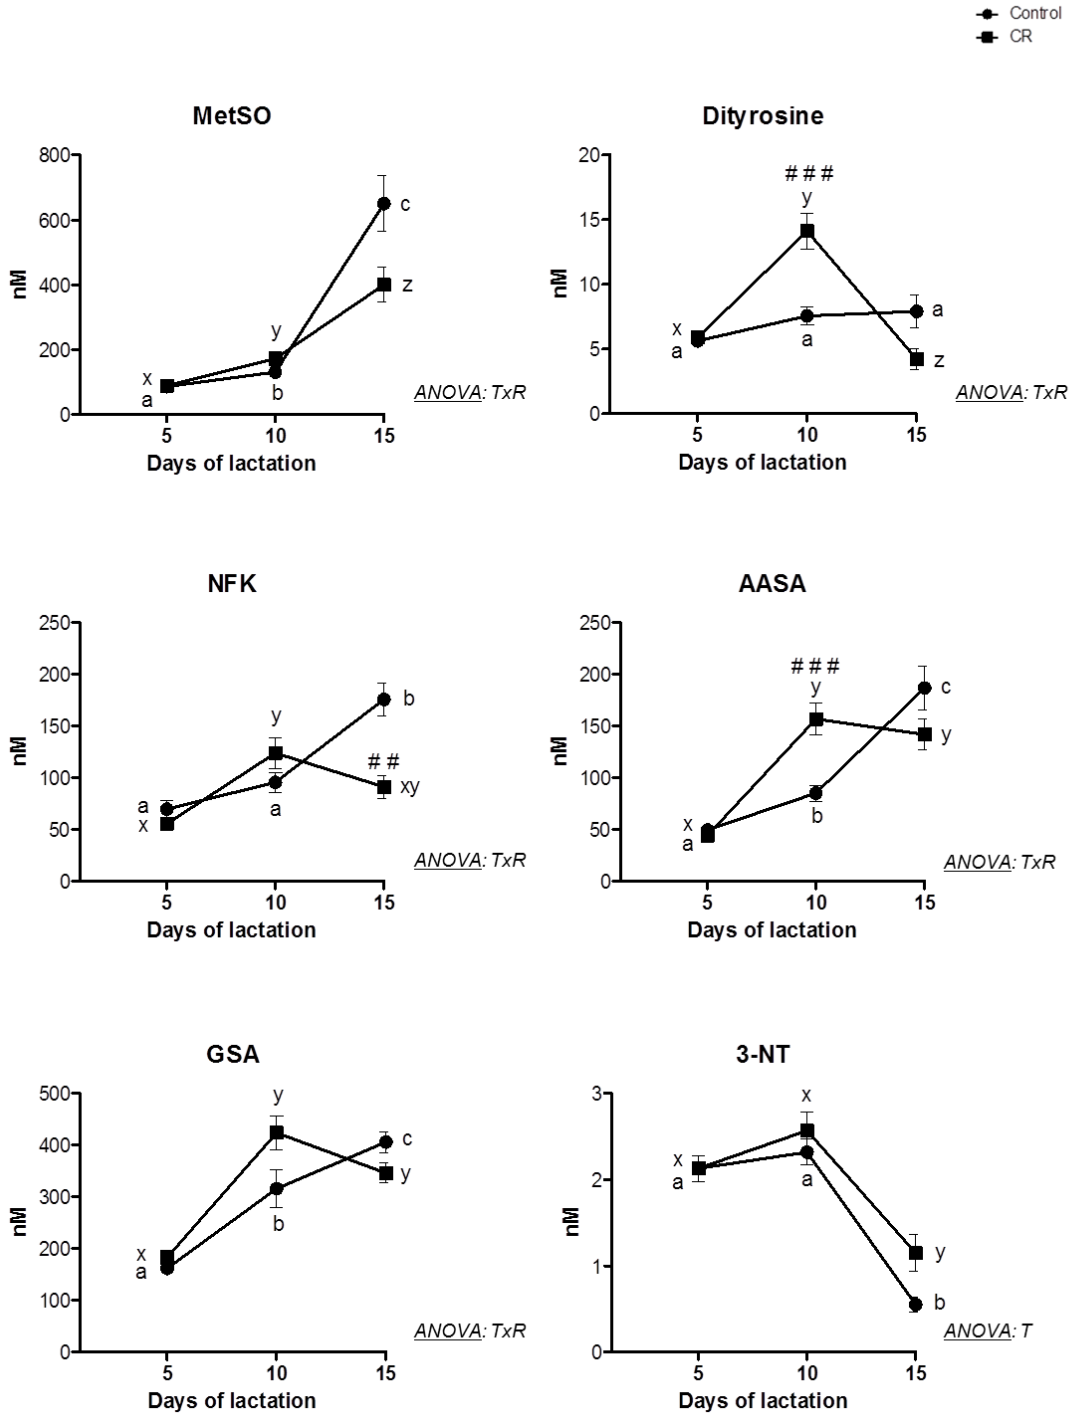 Control
CR
MetSO
800
600
400
200
0
nM
c
z
y
x
a
b
5 10 15
Days of lactation
ANOVA: TxR
Dityrosine
20
15
10
5
0
nM
# # #
y
x
a
a
a
z
5 10 15
Days of lactation
ANOVA: TxR
NFK
250
200
150
100
50
0
nM
b
y
# #
a
x
a
xy
5 10 15
Days of lactation
ANOVA: TxR
AASA
250
200
150
100
50
0
nM
# # #
y
c
y
x
a
b
5 10 15
Days of lactation
ANOVA: TxR
GSA
500
400
300
200
100
0
nM
y
c
y
b
x
a
5 10 15
Days of lactation
ANOVA: TxR
3-NT
3
2
1
0
nM
x
x
a
a
y
b
5 10 15
Days of lactation
ANOVA: T